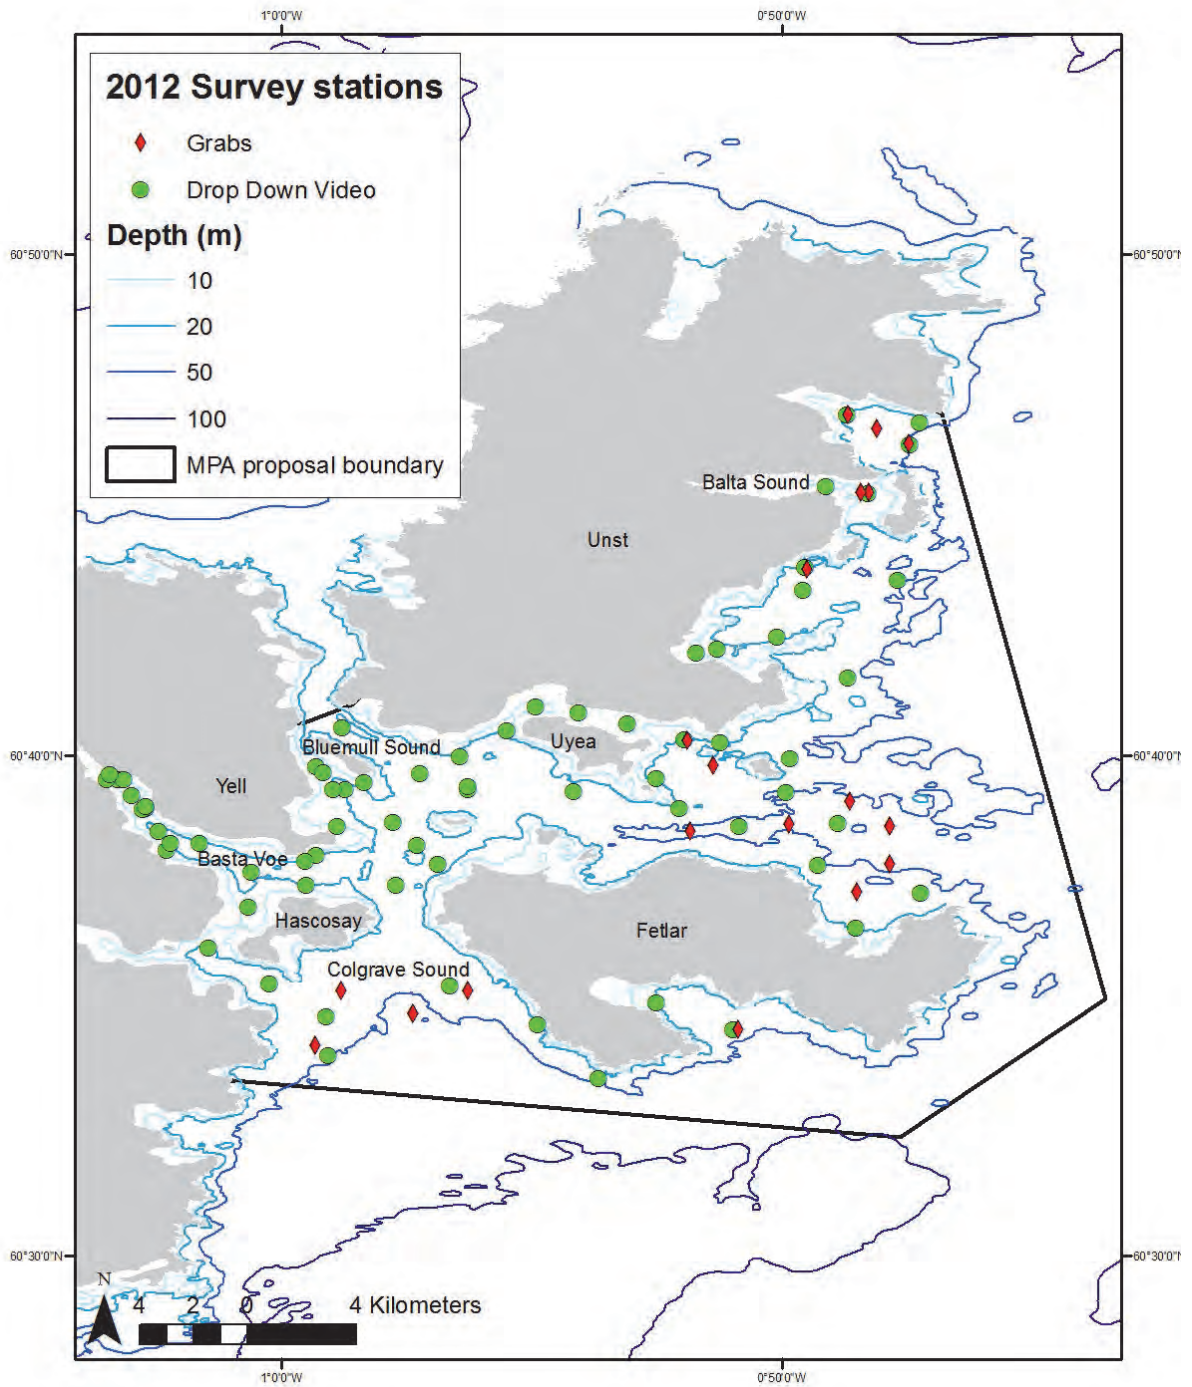 1°0'0"W
0°50'0"W
2012 Survey stations
Grabs
Drop Down Video
Depth (m)
10
20
50
100
MPA proposal boundary
60°50'0"N
60°50'0"N
Balta Sound
Unst
Uyea
Bluemull Sound
60°40'0"N
60°40'0"N
Yell
Basta Voe
Hascosay
Fetlar
Colgrave Sound
60°30'0"N
60°30'0"N
N
4 2 0 4 Kilometers
1°0'0"W
0°50'0"W